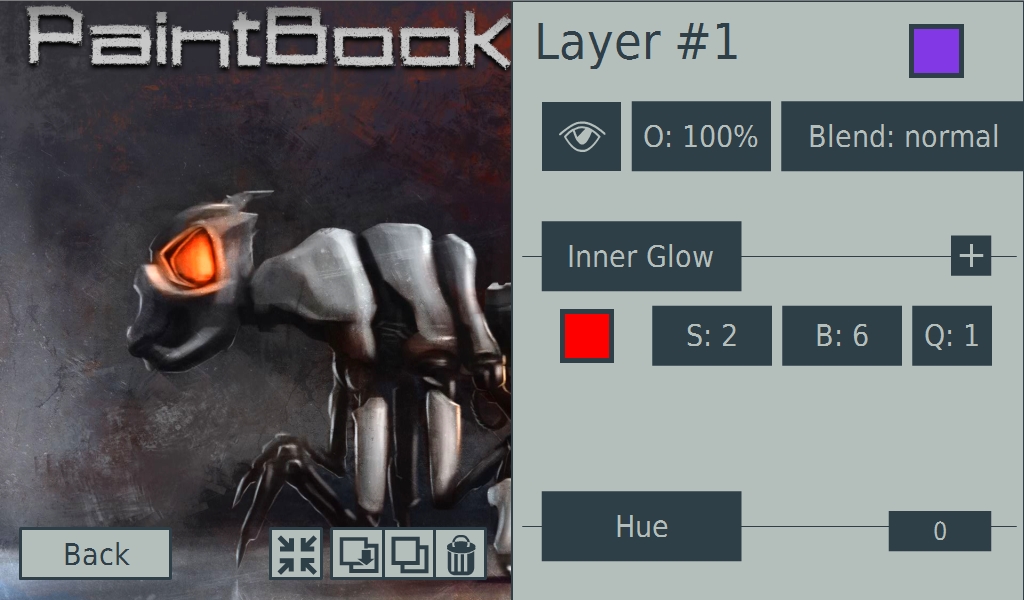 PaintBook
Layer #1
O: 100%
Blend: normal
Inner Glow
+
S: 2
B: 6
Q: 1
Hue
0
Back